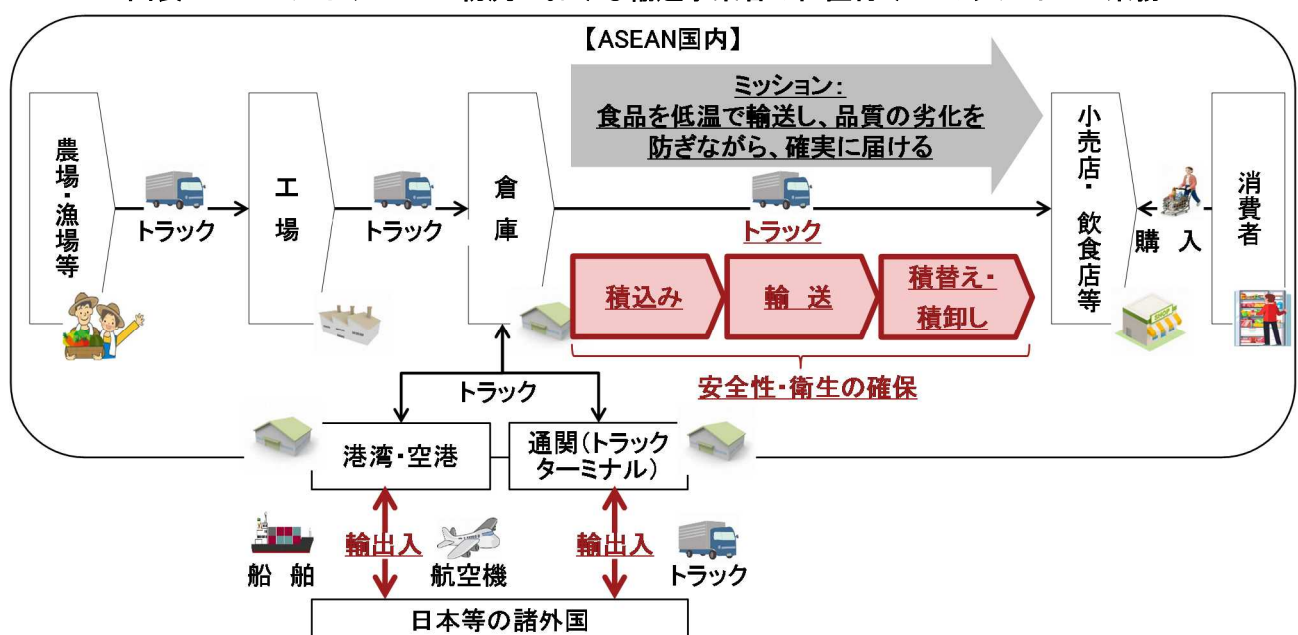 【ASEAN国内】
ミッション:
食品を低温で輸送し、品質の劣化を
防ぎながら、確実に届ける
農場・漁場等
トラック
工場
トラック
倉庫
トラック
小売店・飲食店等
購入
消費者
積込み
輸送
積替え・
積卸し
安全性・衛生の確保
トラック
港湾・空港
通関(トラック
ターミナル)
船舶
輸出入
航空機
輸出入
トラック
日本等の諸外国